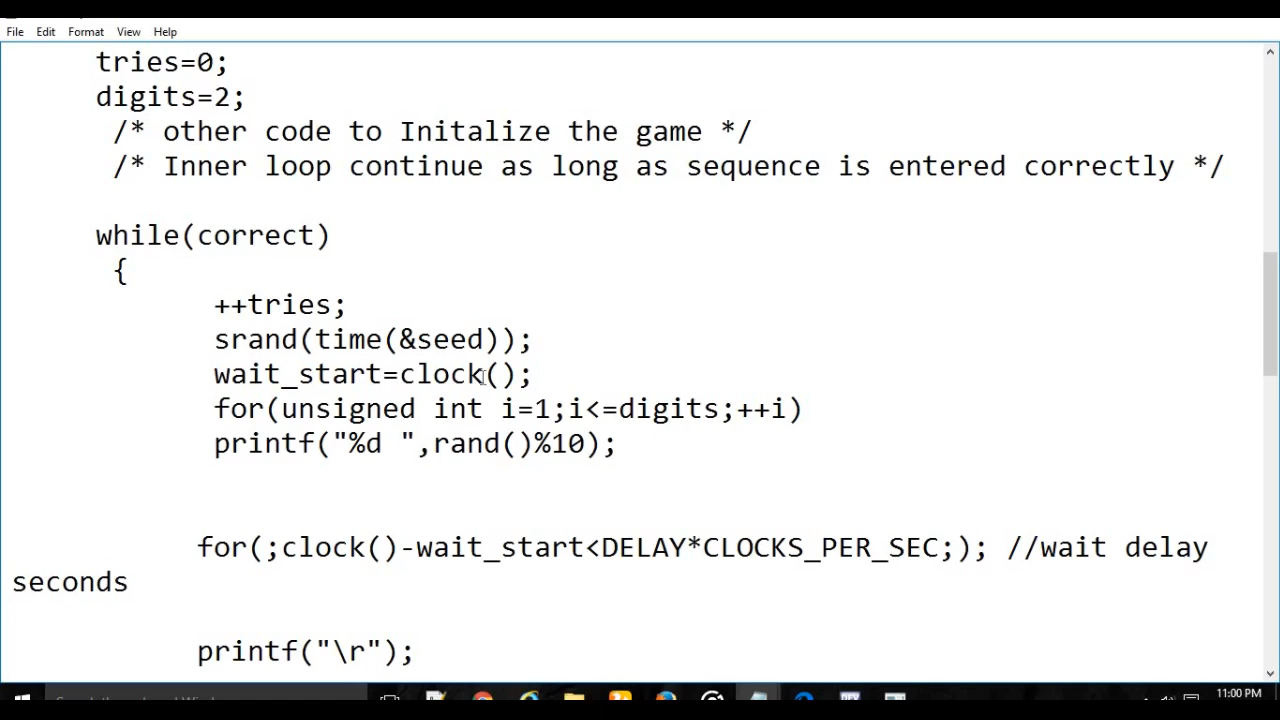 File Edit Format View Help
tries=0;
digits=2;
/* other code to Initalize the game */
/* Inner loop continue as long as sequence is entered correctly */
while(correct)
{
++tries;
srand(time(&seed));
wait_start=clock();
for(unsigned int i=1;i<=digits;++i)
printf("%d ",rand()%10);
for(;clock()-wait_start<DELAY*CLOCKS_PER_SEC;); //wait delay
seconds
printf("\r");
11:00 PM